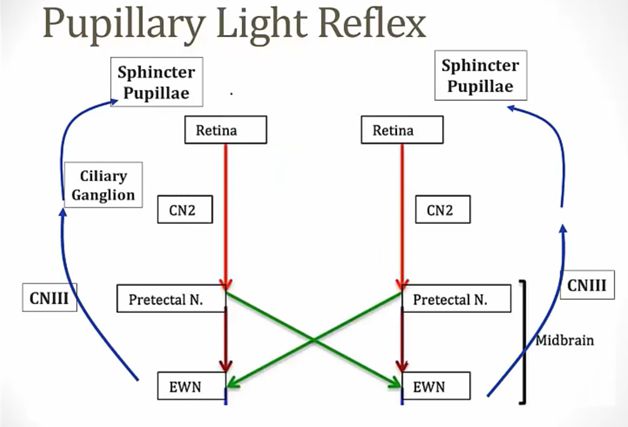 Pupillary Light Reflex
Sphincter
Pupillae
Sphincter
Pupillae
Retina
Retina
Ciliary
Ganglion
CN2
CN2
CNIII
Pretectal N.
Pretectal N.
CNIII
Midbrain
EWN
EWN